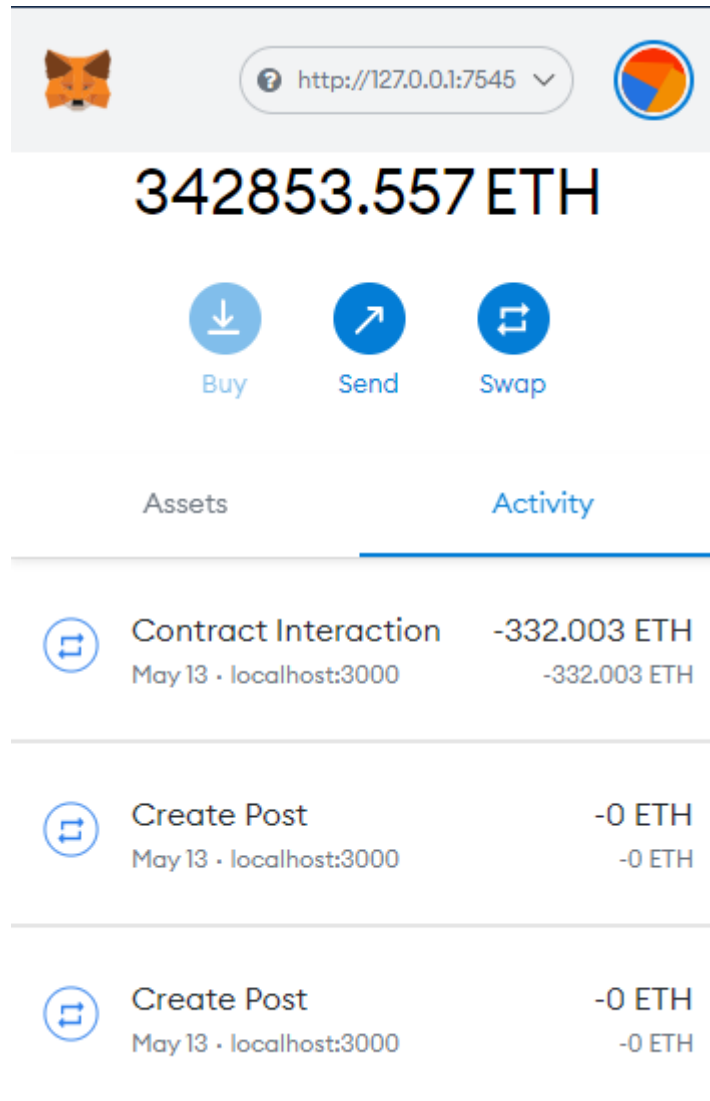 http://127.0.0.1:7545
342853.557 ETH
Buy Send Swap
Assets Activity
Contract Interaction -332.003 ETH
May 13 · localhost:3000 -332.003 ETH
Create Post -0 ETH
May 13 · localhost:3000 -0 ETH
Create Post -0 ETH
May 13 · localhost:3000 -0 ETH